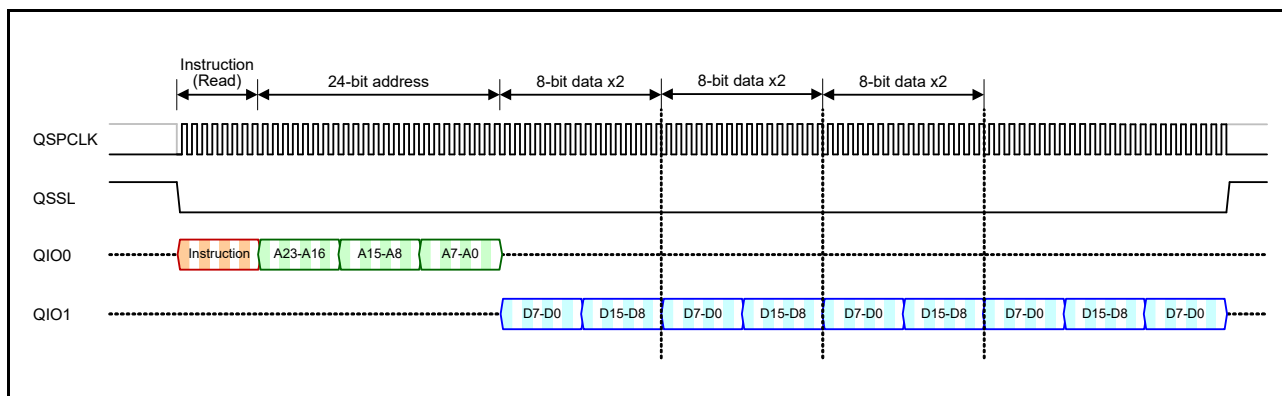 Instruction
(Read)
24-bit address
8-bit data x2
8-bit data x2
8-bit data x2
QSPCLK
QSSL
QIO0
Instruction
A23-A16
A15-A8
A7-A0
QIO1
D7-D0
D15-D8
D7-D0
D15-D8
D7-D0
D15-D8
D7-D0
D15-D8
D7-D0